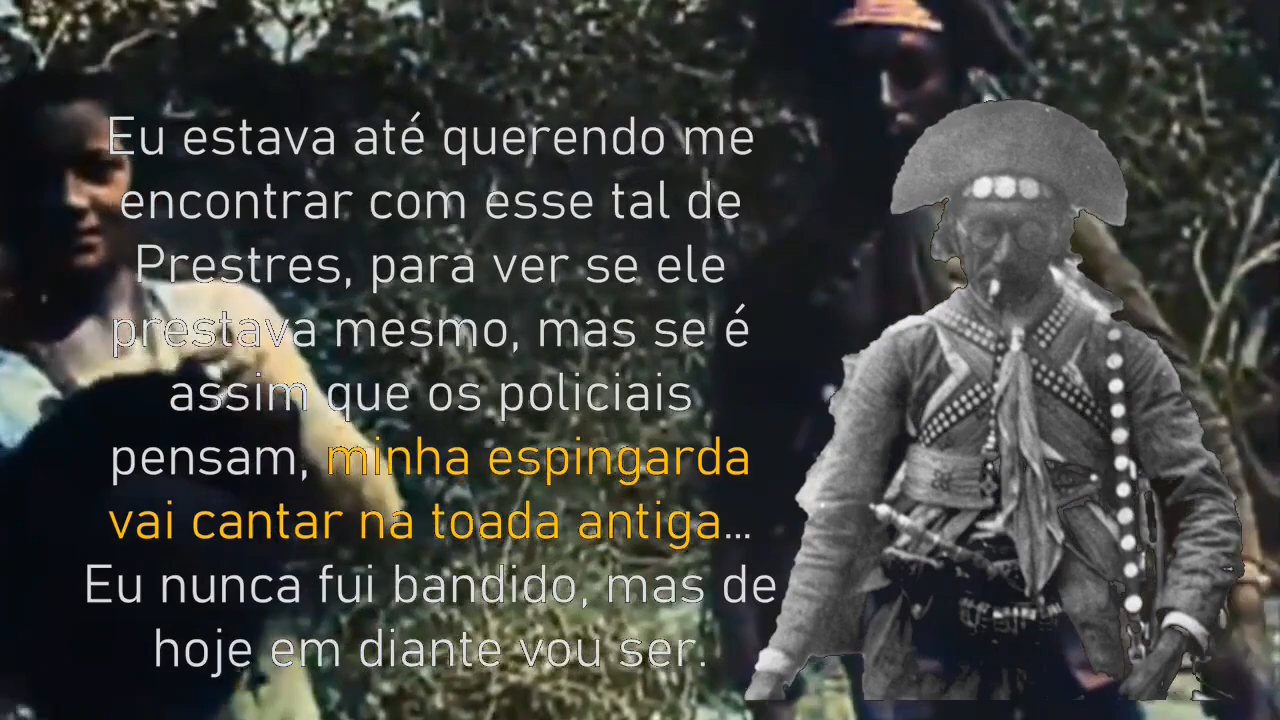 Eu estava até querendo me
encontrar com esse tal de
Prestres, para ver se ele
prestava mesmo, mas se é
assim que os policiais
pensam, minha espingarda
vai cantar na toada antiga...
Eu nunca fui bandido, mas de
hoje em diante vou ser.